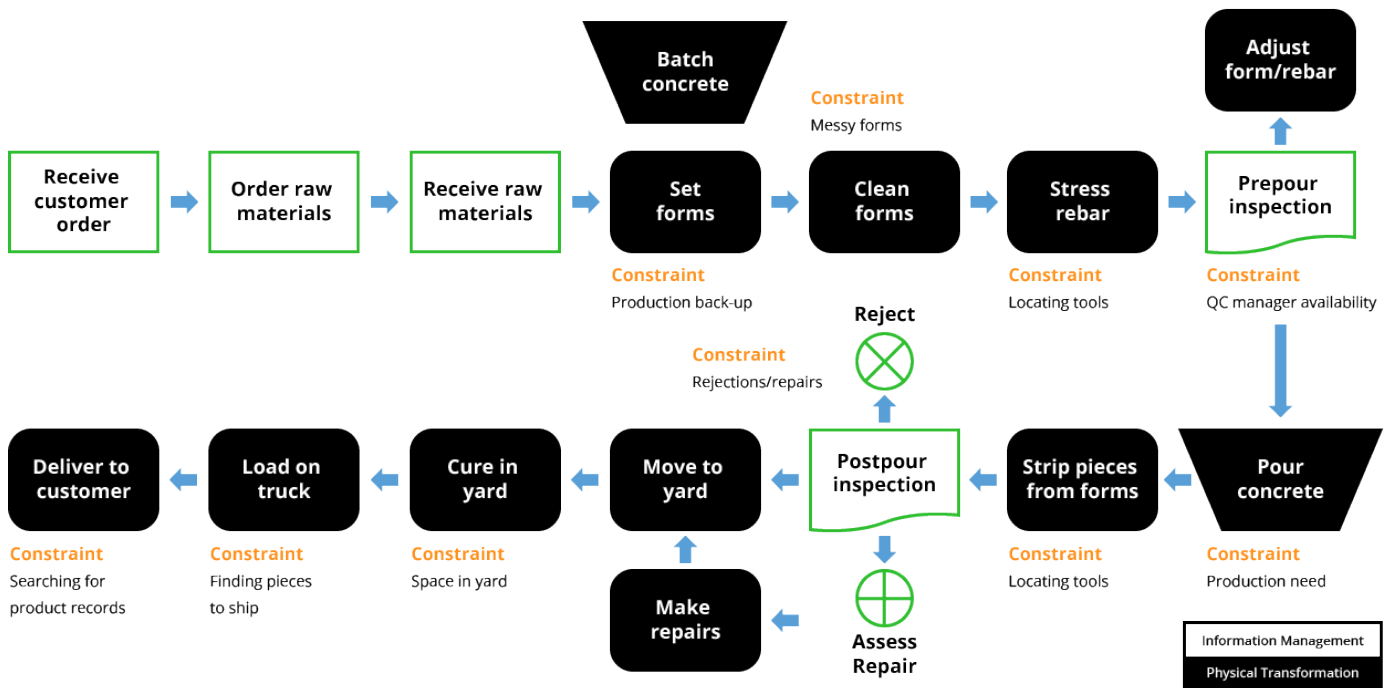 Batch
concrete
Adjust
form/rebar
Constraint
Messy forms
Receive
customer
order
Order raw
materials
Receive raw
materials
Set
forms
Clean
forms
Stress
rebar
Prepour
inspection
Constraint
Production back-up
Constraint
Locating tools
Constraint
QC manager availability
Reject
Constraint
Rejections/repairs
Deliver to
customer
Load on
truck
Cure in
yard
Move to
yard
Postpour
inspection
Strip pieces
from forms
Pour
concrete
Constraint
Searching for
product records
Constraint
Finding pieces
to ship
Constraint
Space in yard
Constraint
Locating tools
Constraint
Production need
Make
repairs
Assess
Repair
Information Management
Physical Transformation